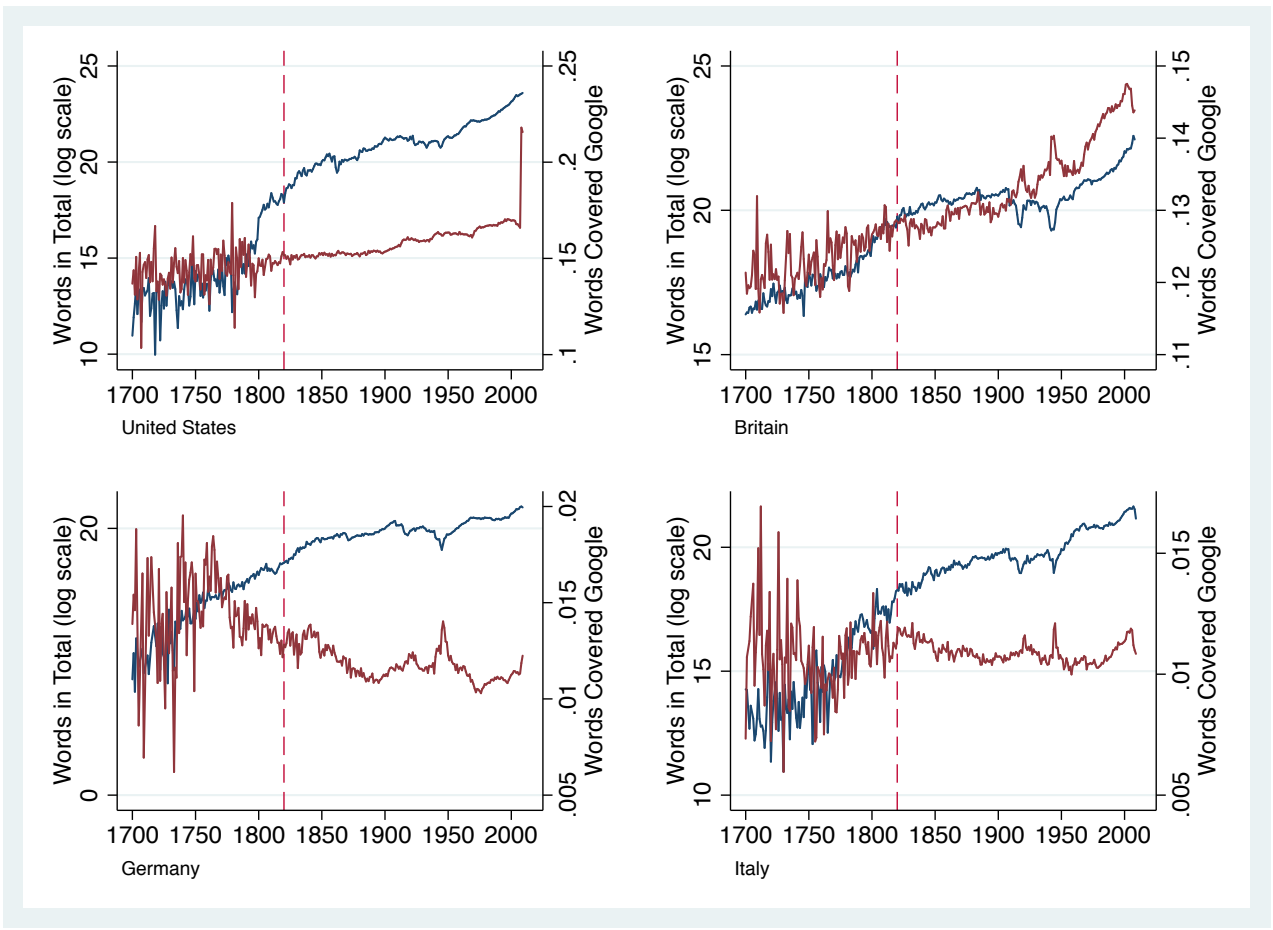 Words in Total (log scale)
10 15 20 25
.1 .15 .2 .25
Words Covered Google
1700 1750 1800 1850 1900 1950 2000
United States
Words in Total (log scale)
15 20 25
.11 .12 .13 .14 .15
Words Covered Google
1700 1750 1800 1850 1900 1950 2000
Britain
Words in Total (log scale)
0 20
.005 .01 .015 .02
Words Covered Google
1700 1750 1800 1850 1900 1950 2000
Germany
Words in Total (log scale)
10 15 20
.005 .01 .015
Words Covered Google
1700 1750 1800 1850 1900 1950 2000
Italy